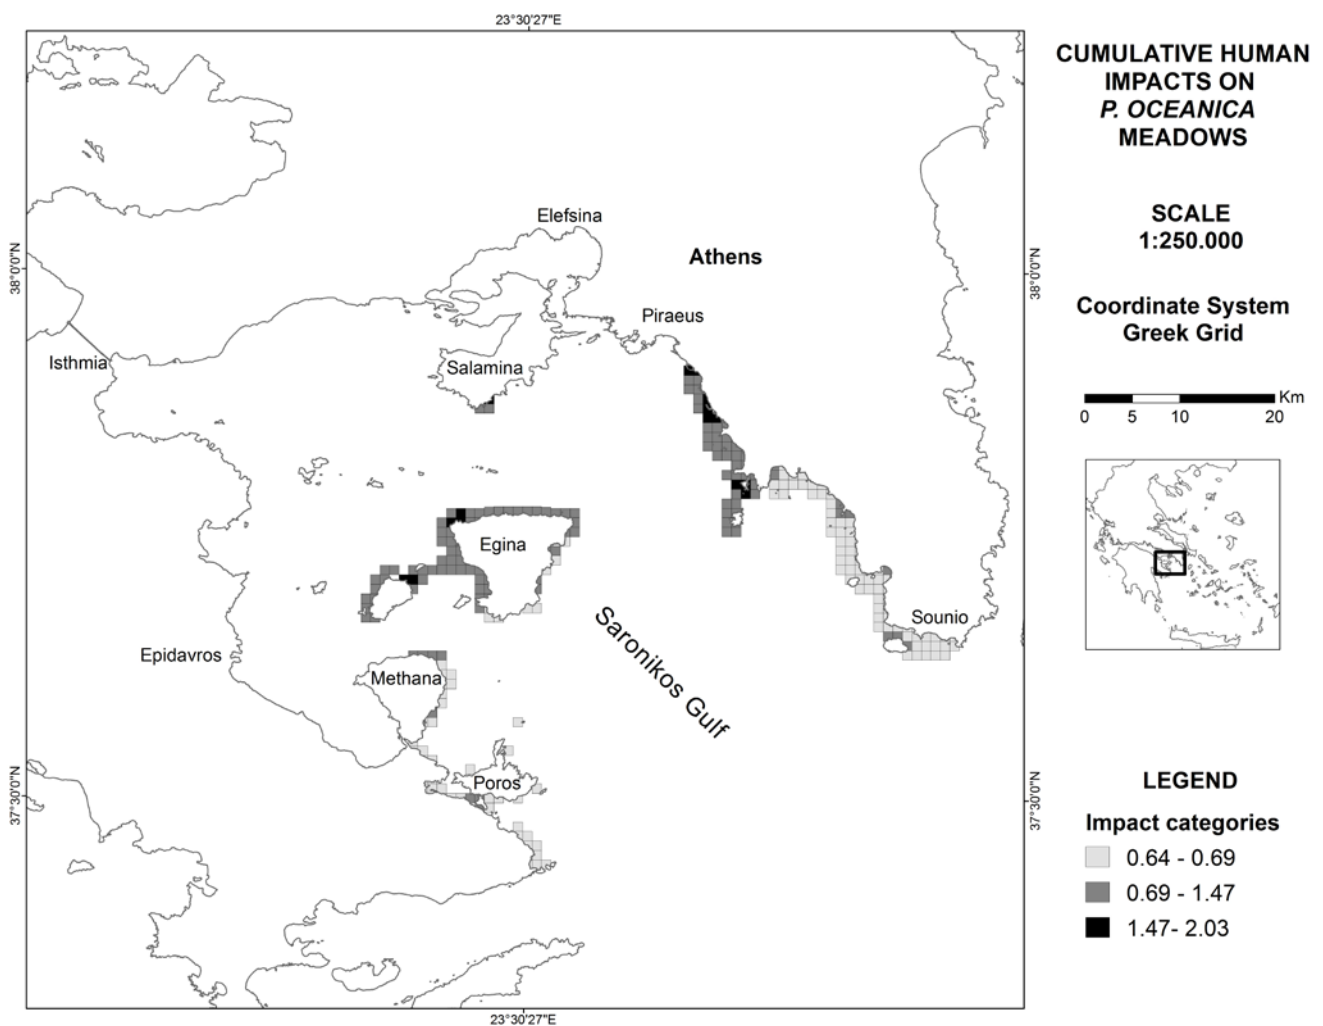 23°30'27"E
CUMULATIVE HUMAN
IMPACTS ON
P. OCEANICA
MEADOWS
SCALE
1:250.000
Coordinate System
Greek Grid
Km
0 5 10 20
38°0'0"N
38°0'0"N
Elefsina
Athens
Piraeus
Isthmia
Salamina
Egina
Saronikos Gulf
Sounio
Epidavros
Methana
Poros
37°30'0"N
37°30'0"N
LEGEND
Impact categories
0.64 - 0.69
0.69 - 1.47
1.47- 2.03
23°30'27"E